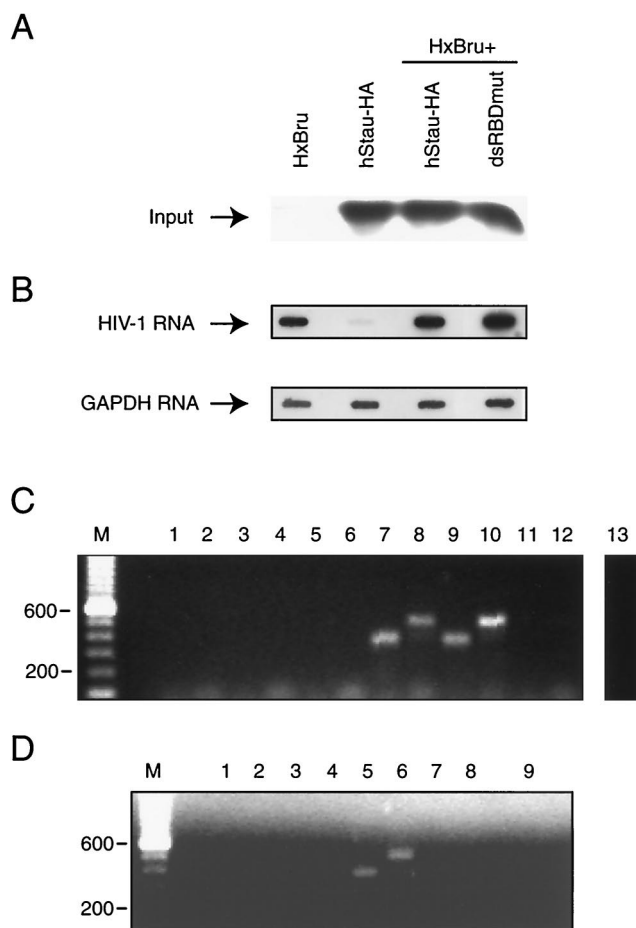 A
HxBru+
HxBru hStau-HA hStau-HA dsRBDmut
Input
B
HIV-1 RNA
GAPDH RNA
C
M 1 2 3 4 5 6 7 8 9 10 11 12 13
600
200
D
M 1 2 3 4 5 6 7 8 9
600
200